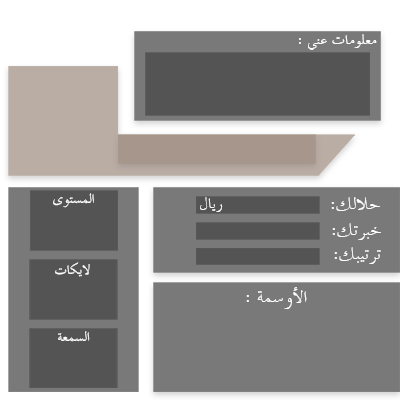 معلومات عني :
حلالك: ريال
خبرتك:
ترتيبك:
المستوى
لايكات
السمعة
الأوسمة :